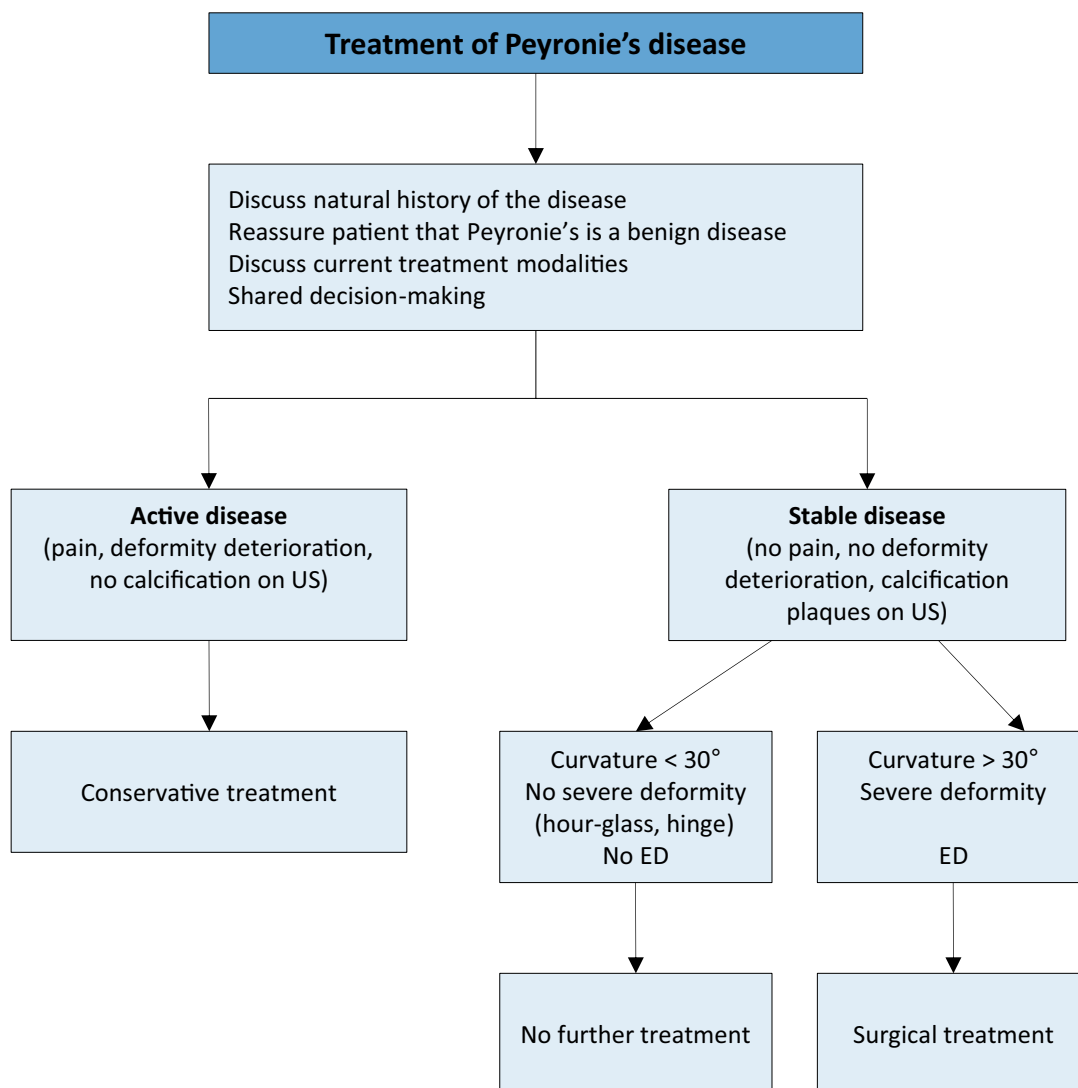 Treatment of Peyronie’s disease
Discuss natural history of the disease
Reassure patient that Peyronie’s is a benign disease
Discuss current treatment modalities
Shared decision-making
Active disease
(pain, deformity deterioration,
no calcification on US)
Stable disease
(no pain, no deformity
deterioration, calcification
plaques on US)
Conservative treatment
Curvature < 30°
No severe deformity
(hour-glass, hinge)
No ED
Curvature > 30°
Severe deformity
ED
No further treatment
Surgical treatment